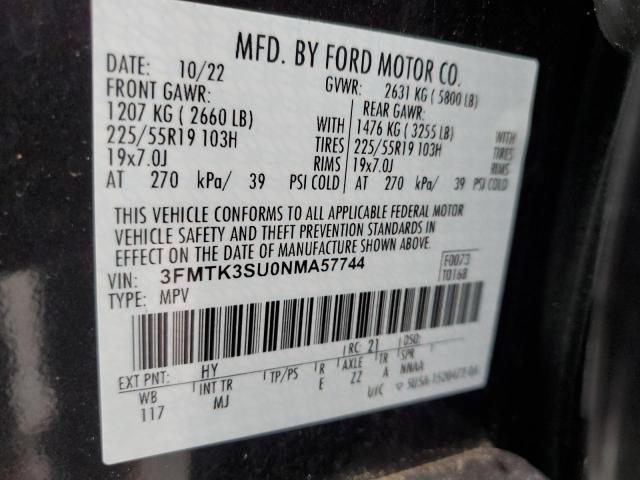 MFD. BY FORD MOTOR CO.
DATE: 10/22 GVWR: 2631 KG ( 5800 LB)
FRONT GAWR: REAR GAWR:
1207 KG ( 2660 LB) WITH 1476 KG ( 3255 LB) WITH
225/55R19 103H TIRES 225/55R19 103H TIRES
19x7.0J RIMS 19x7.0J RIMS
AT 270 kPa/ 39 PSI COLD AT 270 kPa/ 39 PSI COLD
THIS VEHICLE CONFORMS TO ALL APPLICABLE FEDERAL MOTOR
VEHICLE SAFETY AND THEFT PREVENTION STANDARDS IN
EFFECT ON THE DATE OF MANUFACTURE SHOWN ABOVE.
VIN: 3FMTK3SU0NMA57744 F0073
TYPE: MPV T0168
EXT PNT: HY RC: 21 DSO:
WB INT TR TP/PS R AXLE TR SPR
117 MJ E ZZ A NNAA
UTC